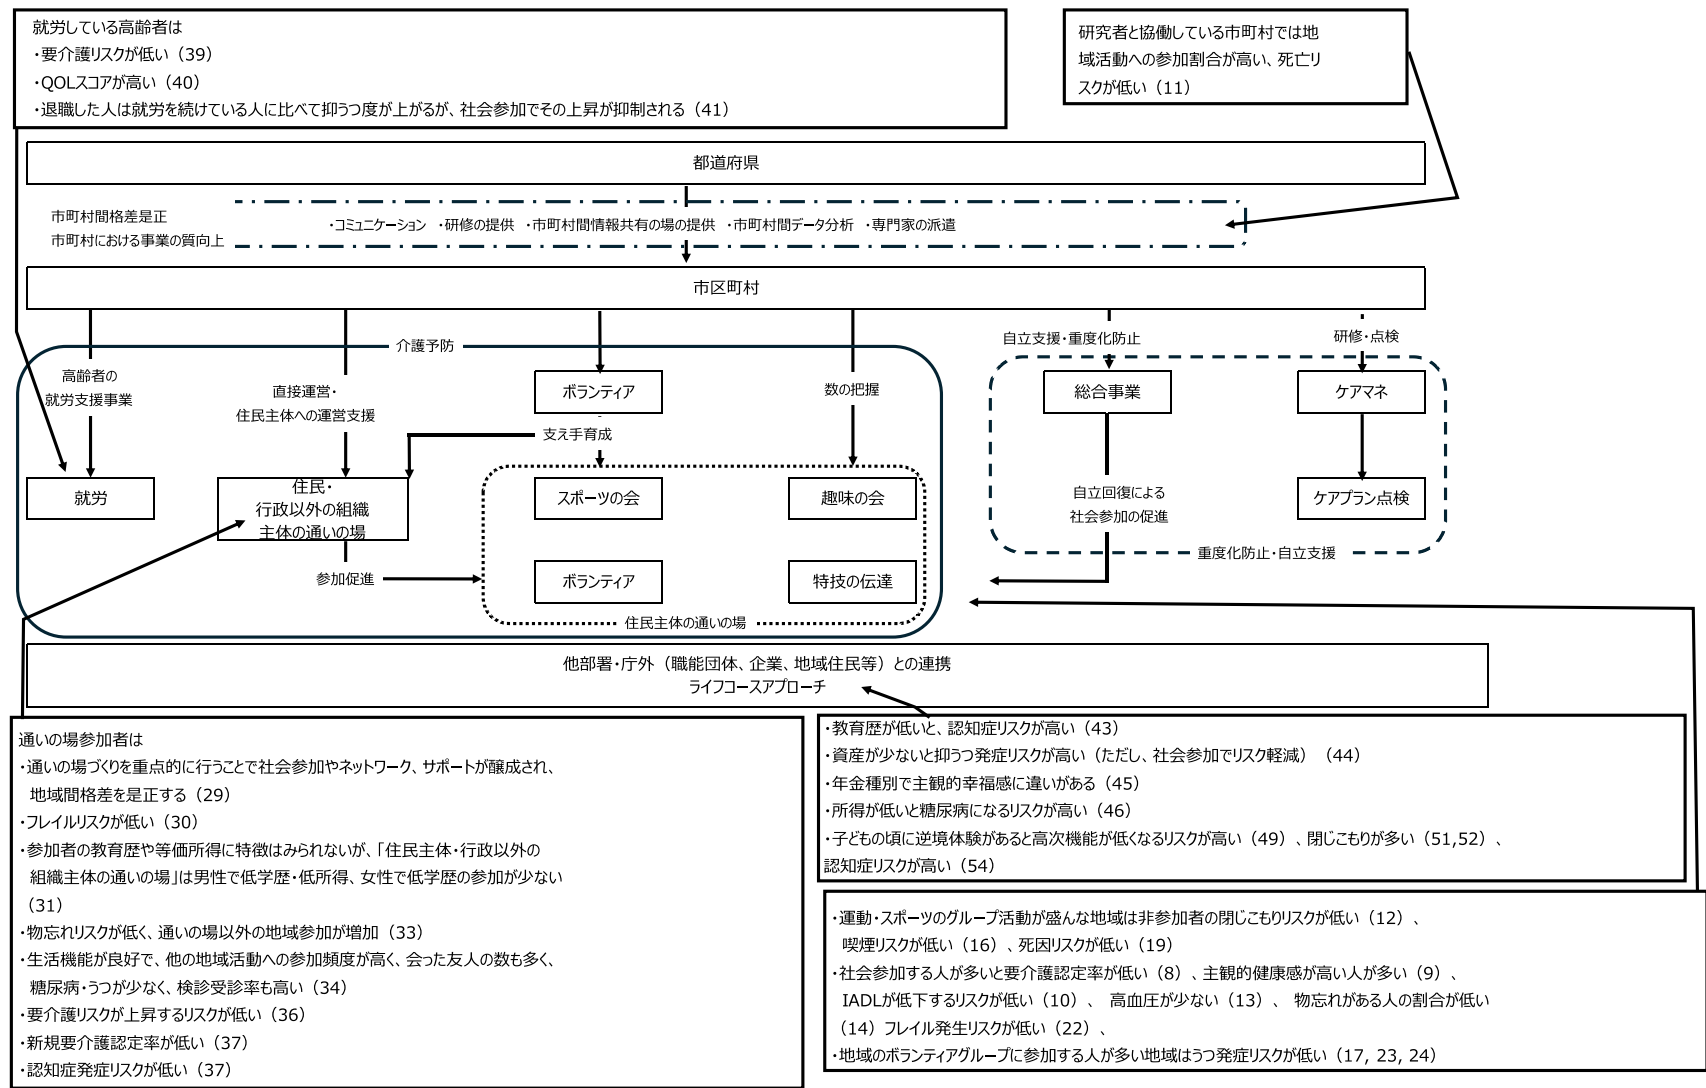 就労している高齢者は
・要介護リスクが低い（39）
・QOLスコアが高い（40）
・退職した人は就労を続けている人に比べて抑うつ度が上がるが、社会参加でその上昇が抑制される（41）
研究者と協働している市町村では地
域活動への参加割合が高い、死亡リ
スクが低い（11）
都道府県
市町村間格差是正
市町村における事業の質向上
・コミュニケーション ・研修の提供 ・市町村間情報共有の場の提供 ・市町村間データ分析 ・専門家の派遣
市区町村
介護予防
自立支援・重度化防止
研修・点検
高齢者の
就労支援事業
直接運営・
住民主体への運営支援
ボランティア
数の把握
総合事業
ケアマネ
支え手育成
就労
住民・
行政以外の組織
主体の通いの場
スポーツの会
趣味の会
自立回復による
社会参加の促進
ケアプラン点検
重度化防止・自立支援
参加促進
ボランティア
特技の伝達
住民主体の通いの場
他部署・庁外（職能団体、企業、地域住民等）との連携
ライフコースアプローチ
通いの場参加者は
・通いの場づくりを重点的に行うことで社会参加やネットワーク、サポートが醸成され、
地域間格差を是正する（29）
・フレイルリスクが低い（30）
・参加者の教育歴や等価所得に特徴はみられないが、「住民主体・行政以外の
組織主体の通いの場」は男性で低学歴・低所得、女性で低学歴の参加が少ない
（31）
・物忘れリスクが低く、通いの場以外の地域参加が増加（33）
・生活機能が良好で、他の地域活動への参加頻度が高く、会った友人の数も多く、
糖尿病・うつが少なく、検診受診率も高い（34）
・要介護リスクが上昇するリスクが低い（36）
・新規要介護認定率が低い（37）
・認知症発症リスクが低い（37）
・教育歴が低いと、認知症リスクが高い（43）
・資産が少ないと抑うつ発症リスクが高い（ただし、社会参加でリスク軽減）（44）
・年金種別で主観的幸福感に違いがある（45）
・所得が低いと糖尿病になるリスクが高い（46）
・子どもの頃に逆境体験があると高次機能が低くなるリスクが高い（49）、閉じこもりが多い（51,52）、
認知症リスクが高い（54）
・運動・スポーツのグループ活動が盛んな地域は非参加者の閉じこもりリスクが低い（12）、
喫煙リスクが低い（16）、死因リスクが低い（19）
・社会参加する人が多いと要介護認定率が低い（8）、主観的健康感が高い人が多い（9）、
IADLが低下するリスクが低い（10）、 高血圧が少ない（13）、 物忘れがある人の割合が低い
（14）フレイル発生リスクが低い（22）、
・地域のボランティアグループに参加する人が多い地域はうつ発症リスクが低い（17, 23, 24）